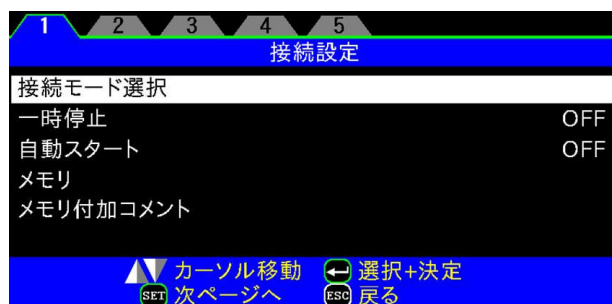 1 2 3 4 5
接続設定
接続モード選択
一時停止 OFF
自動スタート OFF
メモリ
メモリ付加コメント
カーソル移動 選択+決定
SET 次ページへ ESC 戻る